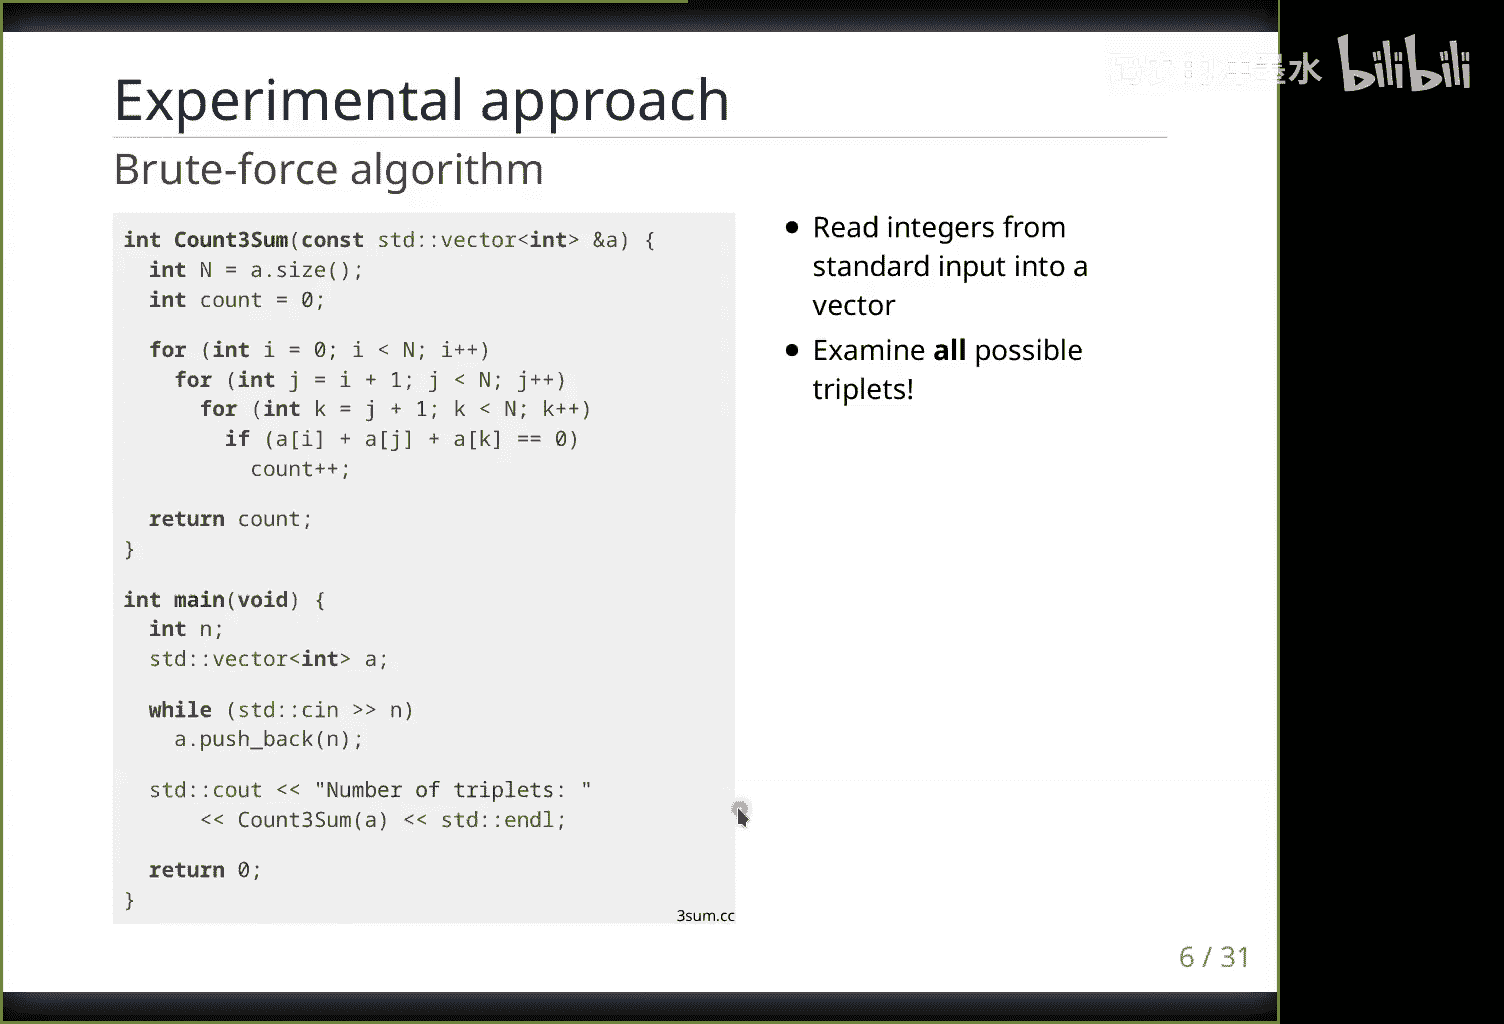 水
bilibili
Experimental approach
Brute-force algorithm
int Count3Sum(const std::vector<int> &a) {
  int N = a.size();
  int count = 0;
  for (int i = 0; i < N; i++)
    for (int j = i + 1; j < N; j++)
      for (int k = j + 1; k < N; k++)
        if (a[i] + a[j] + a[k] == 0)
          count++;
  return count;
}
int main(void) {
  int n;
  std::vector<int> a;
  while (std::cin >> n)
    a.push_back(n);
  std::cout << "Number of triplets: "
      << Count3Sum(a) << std::endl;
  return 0;
}
3sum.cc
● Read integers from
standard input into a
vector
● Examine all possible
triplets!
6 / 31